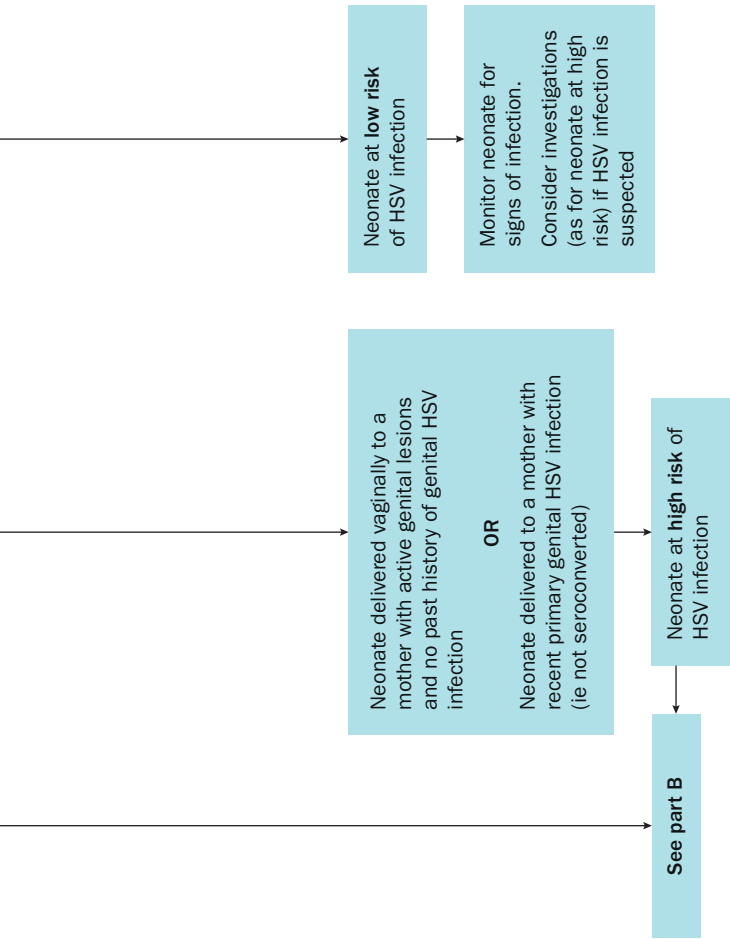 Neonate at low risk
of HSV infection
Monitor neonate for
signs of infection.
Consider investigations
(as for neonate at high
risk) if HSV infection is
suspected
Neonate delivered vaginally to a
mother with active genital lesions
and no past history of genital HSV
infection
OR
Neonate delivered to a mother with
recent primary genital HSV infection
(ie not seroconverted)
Neonate at high risk of
HSV infection
See part B